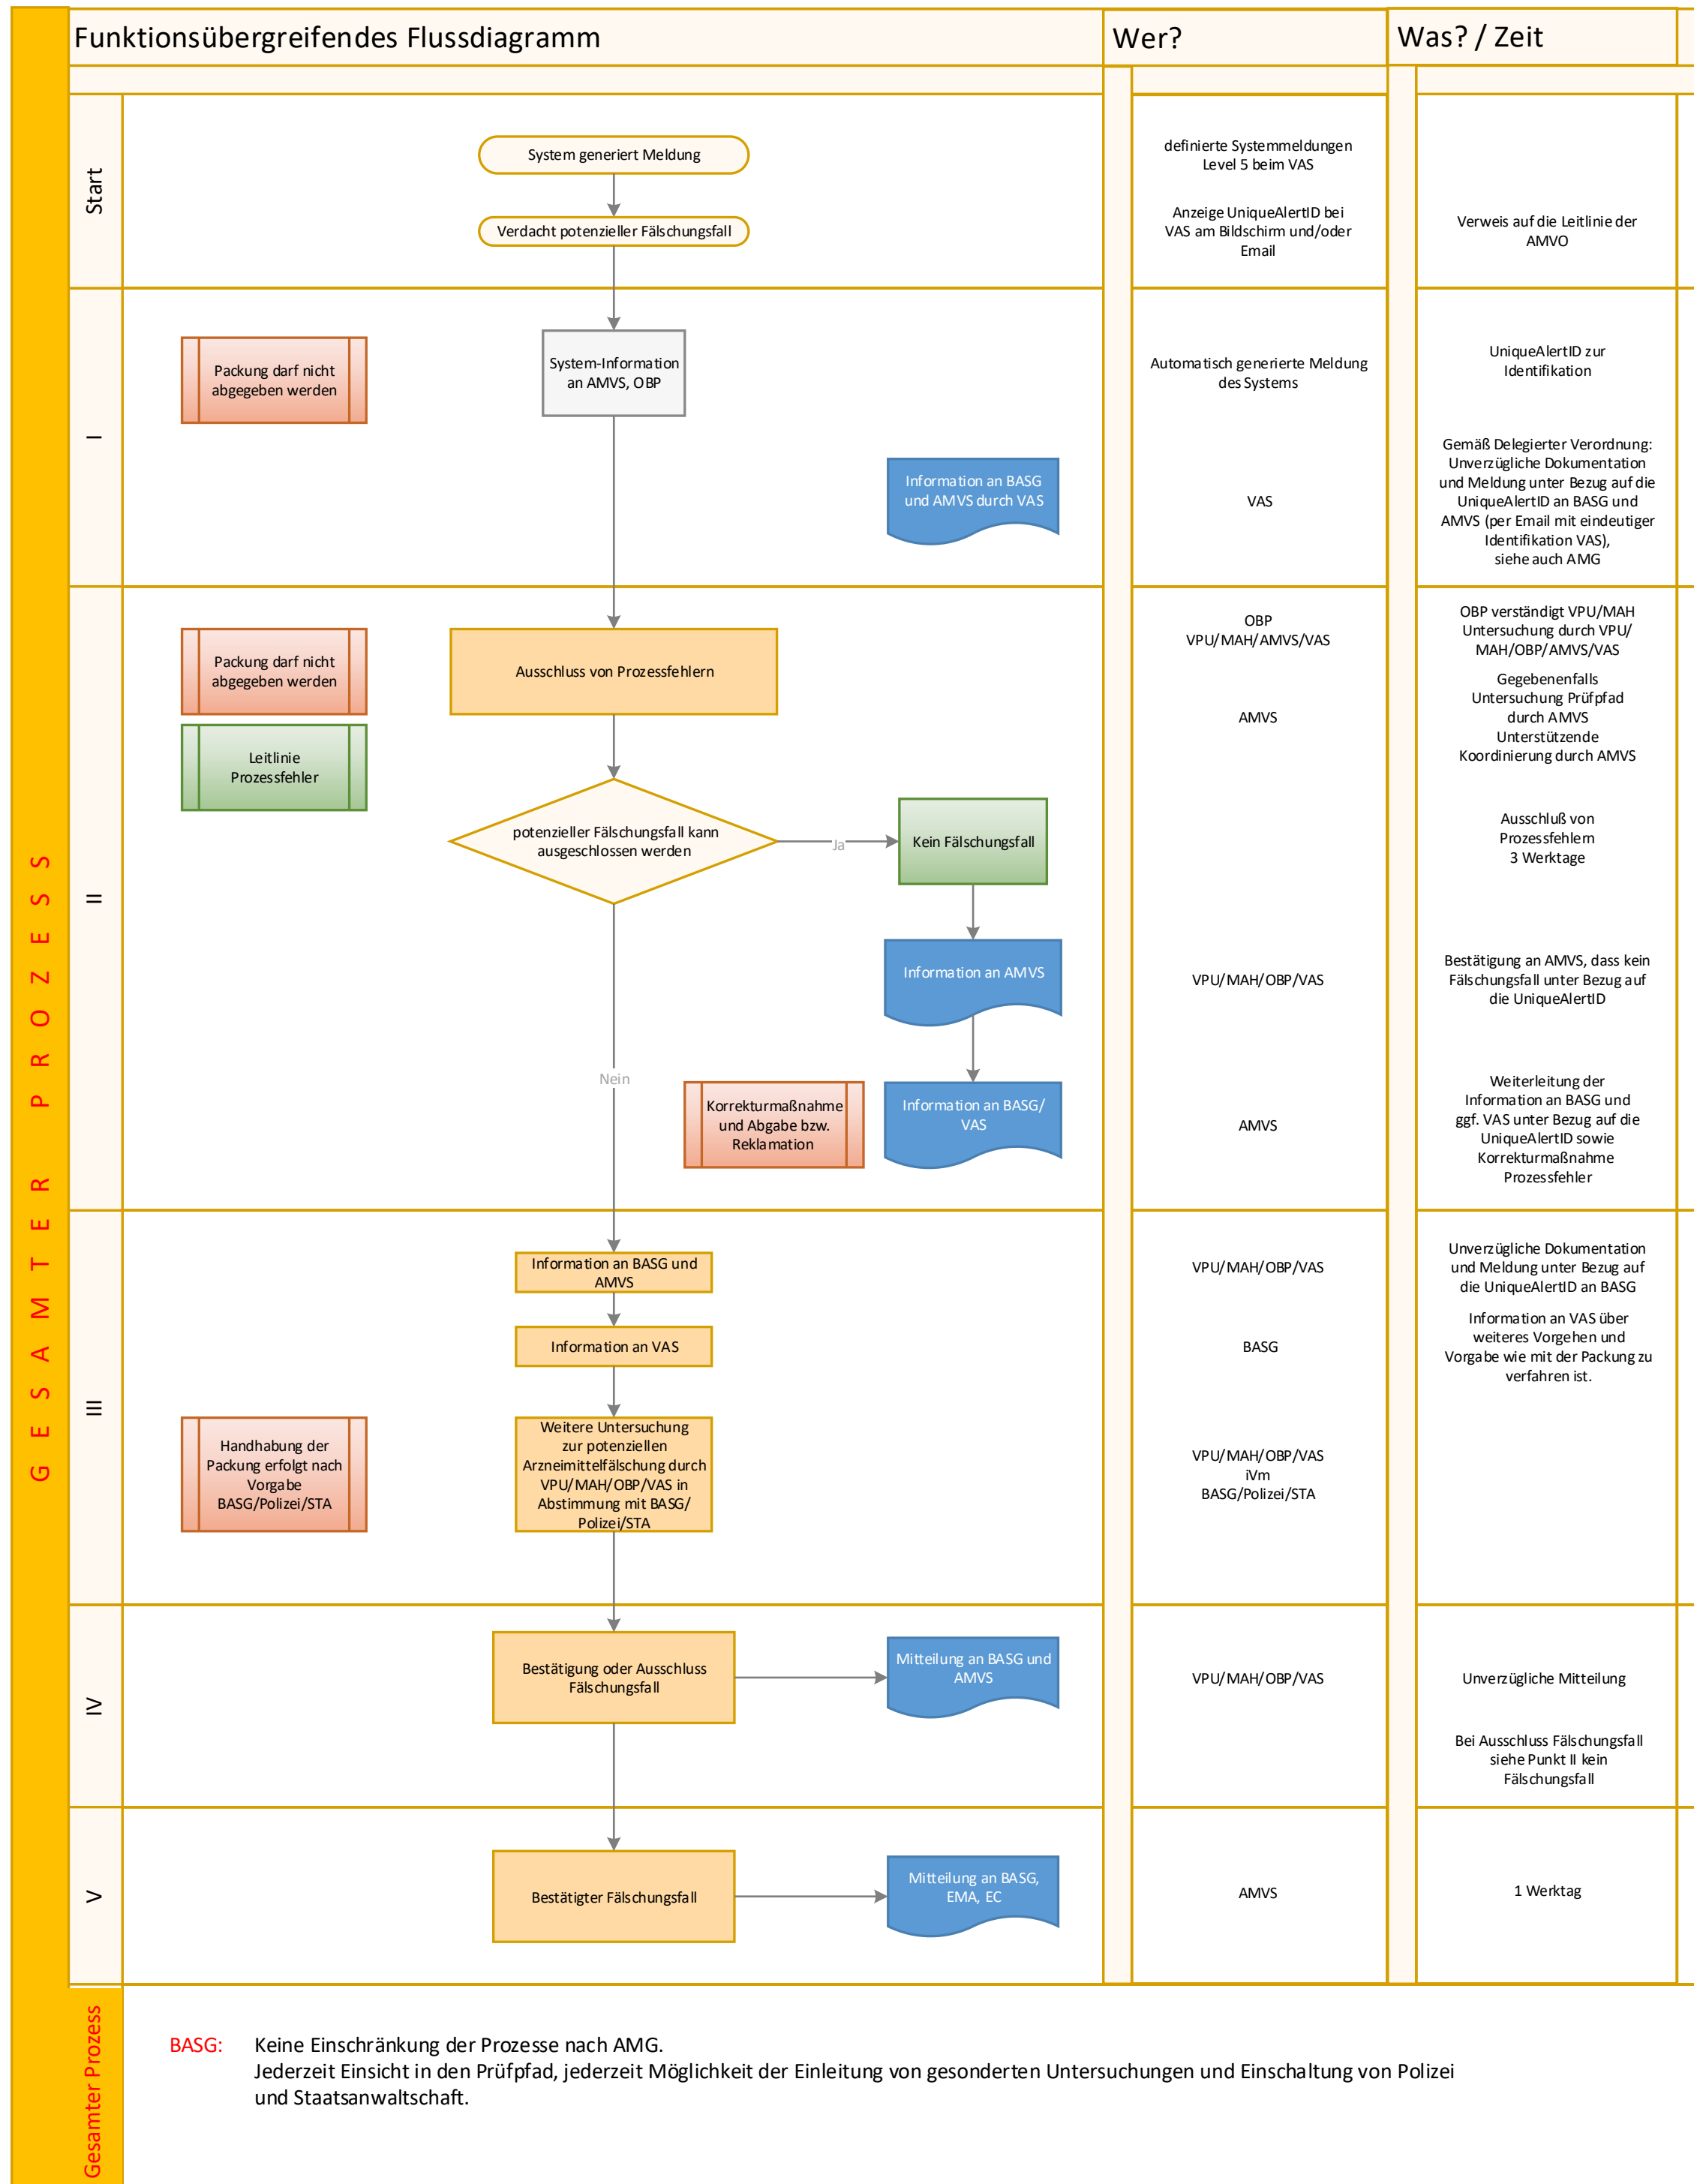 Funktionsübergreifendes Flussdiagramm
Wer?
Was? / Zeit
GESAMTER PROZESS
Start
System generiert Meldung
definierte Systemmeldungen
Level 5 beim VAS
Verdacht potenzieller Fälschungsfall
Anzeige UniqueAlertID bei
VAS am Bildschirm und/oder
Email
Verweis auf die Leitlinie der
AMVO
I
Packung darf nicht
abgegeben werden
System-Information
an AMVS, OBP
Automatisch generierte Meldung
des Systems
UniqueAlertID zur
Identifikation
Information an BASG
und AMVS durch VAS
VAS
Gemäß Delegierter Verordnung:
Unverzügliche Dokumentation
und Meldung unter Bezug auf die
UniqueAlertID an BASG und
AMVS (per Email mit eindeutiger
Identifikation VAS),
siehe auch AMG
II
Packung darf nicht
abgegeben werden
Ausschluss von Prozessfehlern
OBP
VPU/MAH/AMVS/VAS
OBP verständigt VPU/MAH
Untersuchung durch VPU/
MAH/OBP/AMVS/VAS
Leitlinie
Prozessfehler
AMVS
Gegebenenfalls
Untersuchung Prüfpfad
durch AMVS
Unterstützende
Koordinierung durch AMVS
potenzieller Fälschungsfall kann
ausgeschlossen werden
Ja
Kein Fälschungsfall
Ausschluß von
Prozessfehlern
3 Werktage
Information an AMVS
VPU/MAH/OBP/VAS
Bestätigung an AMVS, dass kein
Fälschungsfall unter Bezug auf
die UniqueAlertID
Nein
Korrekturmaßnahme
und Abgabe bzw.
Reklamation
Information an BASG/
VAS
AMVS
Weiterleitung der
Information an BASG und
ggf. VAS unter Bezug auf die
UniqueAlertID sowie
Korrekturmaßnahme
Prozessfehler
III
Information an BASG und
AMVS
VPU/MAH/OBP/VAS
Unverzügliche Dokumentation
und Meldung unter Bezug auf
die UniqueAlertID an BASG
Information an VAS
BASG
Information an VAS über
weiteres Vorgehen und
Vorgabe wie mit der Packung zu
verfahren ist.
Handhabung der
Packung erfolgt nach
Vorgabe
BASG/Polizei/STA
Weitere Untersuchung
zur potenziellen
Arzneimittelfälschung durch
VPU/MAH/OBP/VAS in
Abstimmung mit BASG/
Polizei/STA
VPU/MAH/OBP/VAS
iVm
BASG/Polizei/STA
IV
Bestätigung oder Ausschluss
Fälschungsfall
Mitteilung an BASG und
AMVS
VPU/MAH/OBP/VAS
Unverzügliche Mitteilung
Bei Ausschluss Fälschungsfall
siehe Punkt II kein
Fälschungsfall
V
Bestätigter Fälschungsfall
Mitteilung an BASG,
EMA, EC
AMVS
1 Werktag
Gesamter Prozess
BASG: Keine Einschränkung der Prozesse nach AMG.
Jederzeit Einsicht in den Prüfpfad, jederzeit Möglichkeit der Einleitung von gesonderten Untersuchungen und Einschaltung von Polizei
und Staatsanwaltschaft.